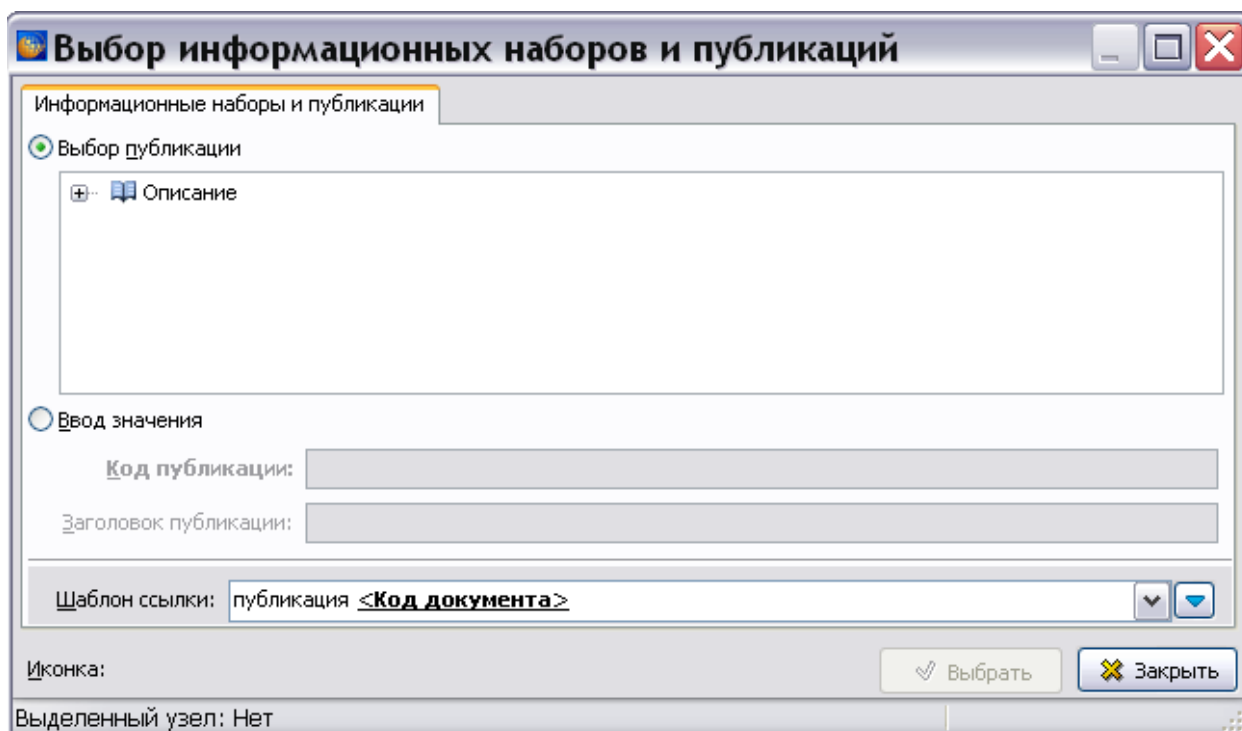 Выбор информационных наборов и публикаций
Информационные наборы и публикации
Выбор публикации
Описание
Ввод значения
Код публикации:
Заголовок публикации:
Шаблон ссылки: публикация <Код документа>
Иконка: Выбрать Закрыть
Выделенный узел: Нет